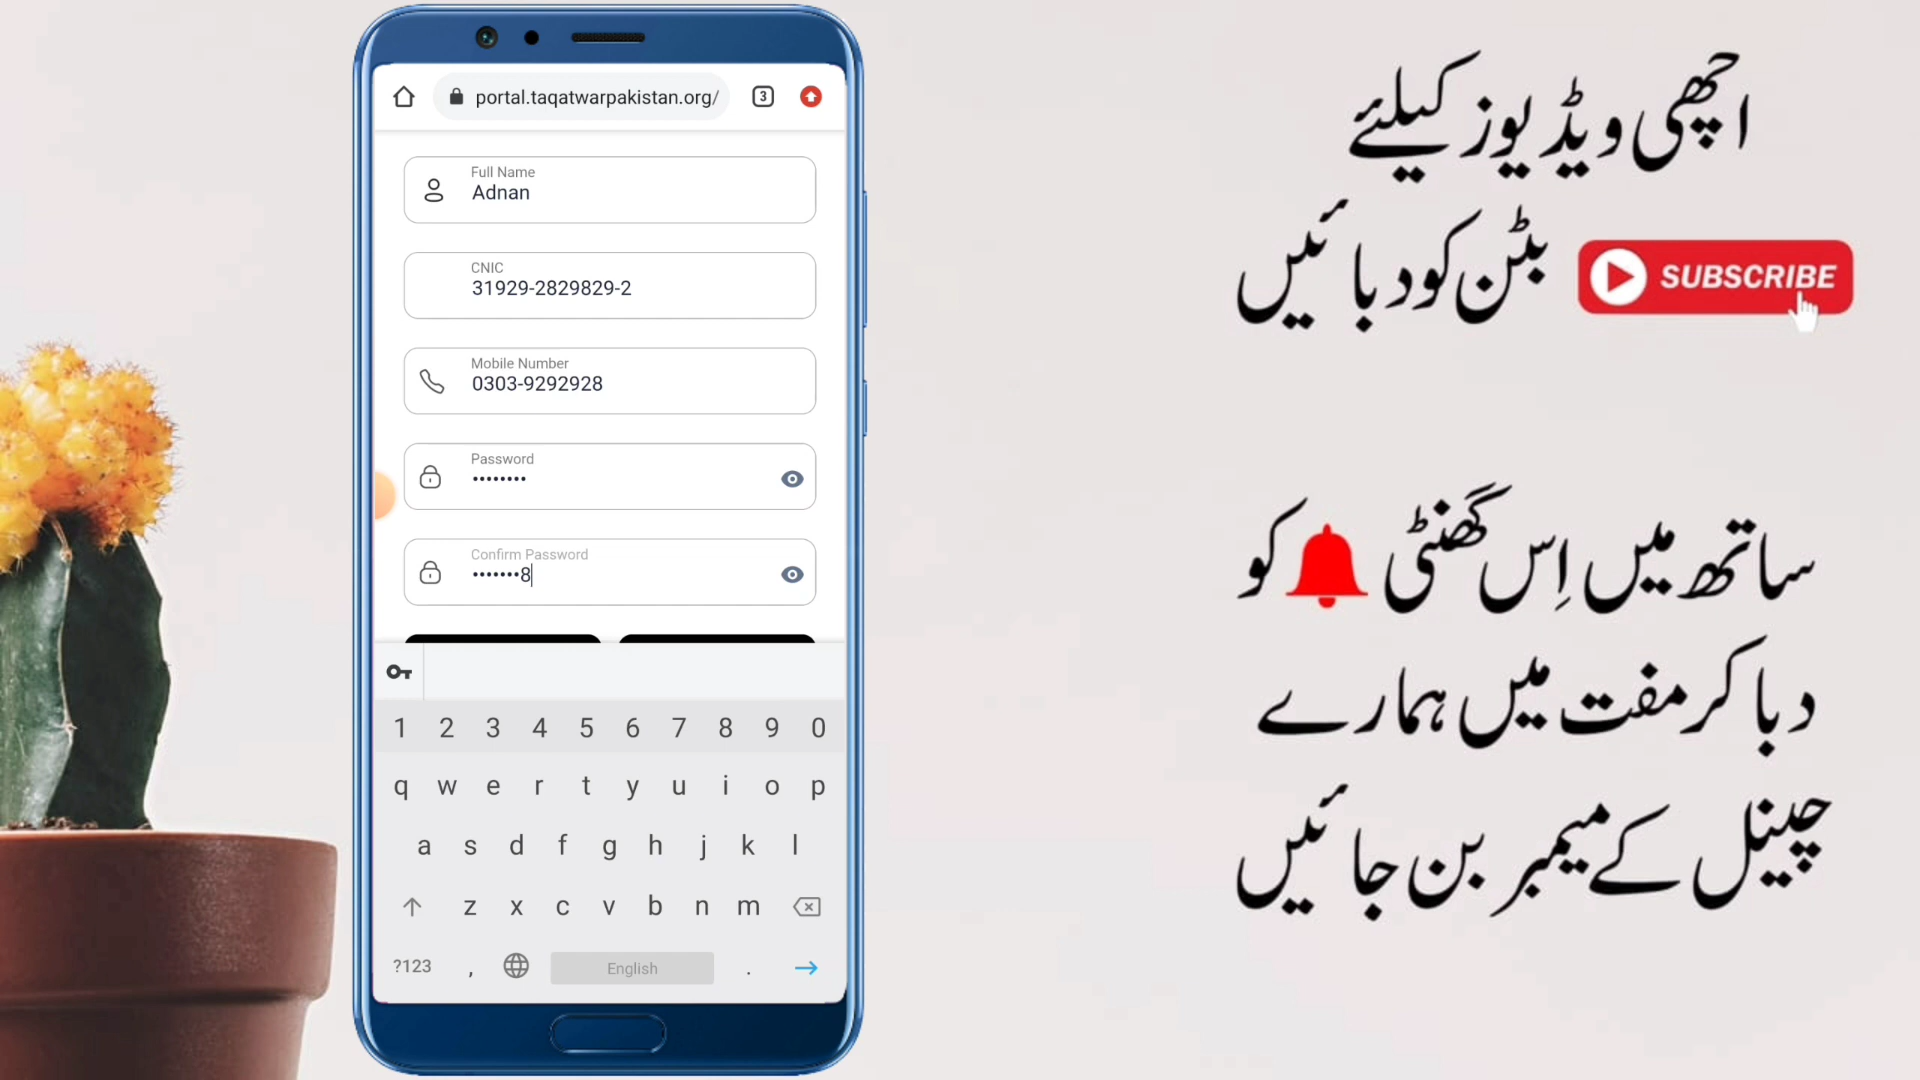 3
portal.taqatwarpakistan.org/
Full Name
Adnan
CNIC
31929-2829829-2
Mobile Number
0303-9292928
Password
••••••••
Confirm Password
•••••••8
1 2 3 4 5 6 7 8 9 0
q w e r t y u i o p
a s d f g h j k l
z x c v b n m
?123 , English .
اچھی ویڈیوز کیلئے
SUBSCRIBE بٹن کو دبائیں
ساتھ میں اِس گھنٹی کو
دبا کر مفت میں ہمارے
چینل کے میمبر بن جائیں